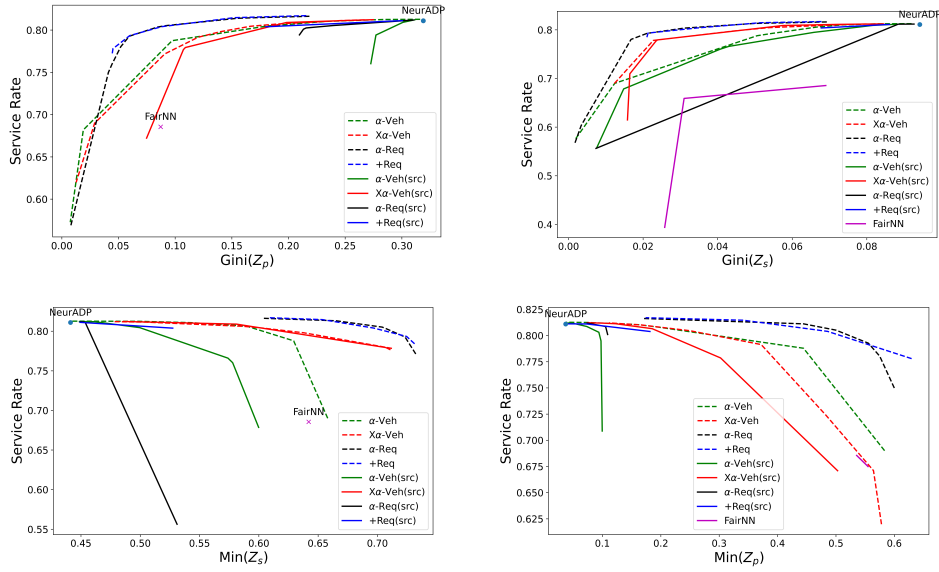 NeurADP
0.80
0.75
0.70
0.65
0.60
Service Rate
FairNN
α-Veh
Xα-Veh
α-Req
+Req
α-Veh(src)
Xα-Veh(src)
α-Req(src)
+Req(src)
0.00 0.05 0.10 0.15 0.20 0.25 0.30
Gini(Zp)
NeurADP
0.8
0.7
0.6
0.5
0.4
Service Rate
α-Veh
Xα-Veh
α-Req
+Req
α-Veh(src)
Xα-Veh(src)
α-Req(src)
+Req(src)
FairNN
0.00 0.02 0.04 0.06 0.08
Gini(Zs)
NeurADP
0.80
0.75
0.70
0.65
0.60
0.55
Service Rate
FairNN
α-Veh
Xα-Veh
α-Req
+Req
α-Veh(src)
Xα-Veh(src)
α-Req(src)
+Req(src)
0.45 0.50 0.55 0.60 0.65 0.70
Min(Zs)
NeurADP
0.825
0.800
0.775
0.750
0.725
0.700
0.675
0.650
0.625
Service Rate
α-Veh
Xα-Veh
α-Req
+Req
α-Veh(src)
Xα-Veh(src)
α-Req(src)
+Req(src)
FairNN
0.1 0.2 0.3 0.4 0.5 0.6
Min(Zp)